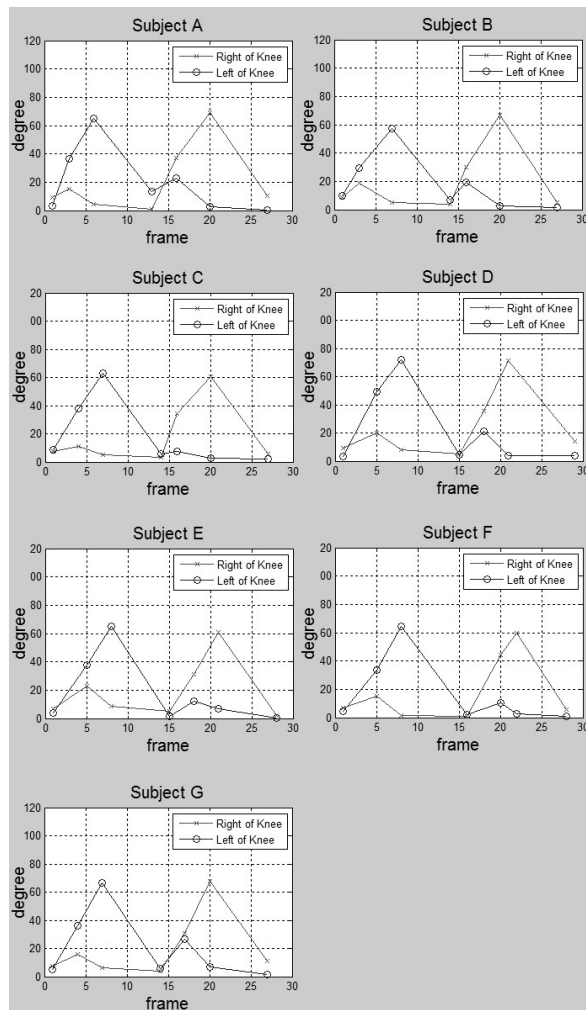 Subject A
120
100
80
60
40
20
0
degree
Right of Knee
Left of Knee
0 5 10 15 20 25 30
frame
Subject B
120
100
80
60
40
20
0
degree
Right of Knee
Left of Knee
0 5 10 15 20 25 30
frame
Subject C
20
00
80
60
40
20
0
degree
Right of Knee
Left of Knee
0 5 10 15 20 25 30
frame
Subject D
20
00
80
60
40
20
0
degree
Right of Knee
Left of Knee
0 5 10 15 20 25 30
frame
Subject E
20
00
80
60
40
20
0
degree
Right of Knee
Left of Knee
0 5 10 15 20 25 30
frame
Subject F
20
00
80
60
40
20
0
degree
Right of Knee
Left of Knee
0 5 10 15 20 25 30
frame
Subject G
120
100
80
60
40
20
0
degree
Right of Knee
Left of Knee
0 5 10 15 20 25 30
frame